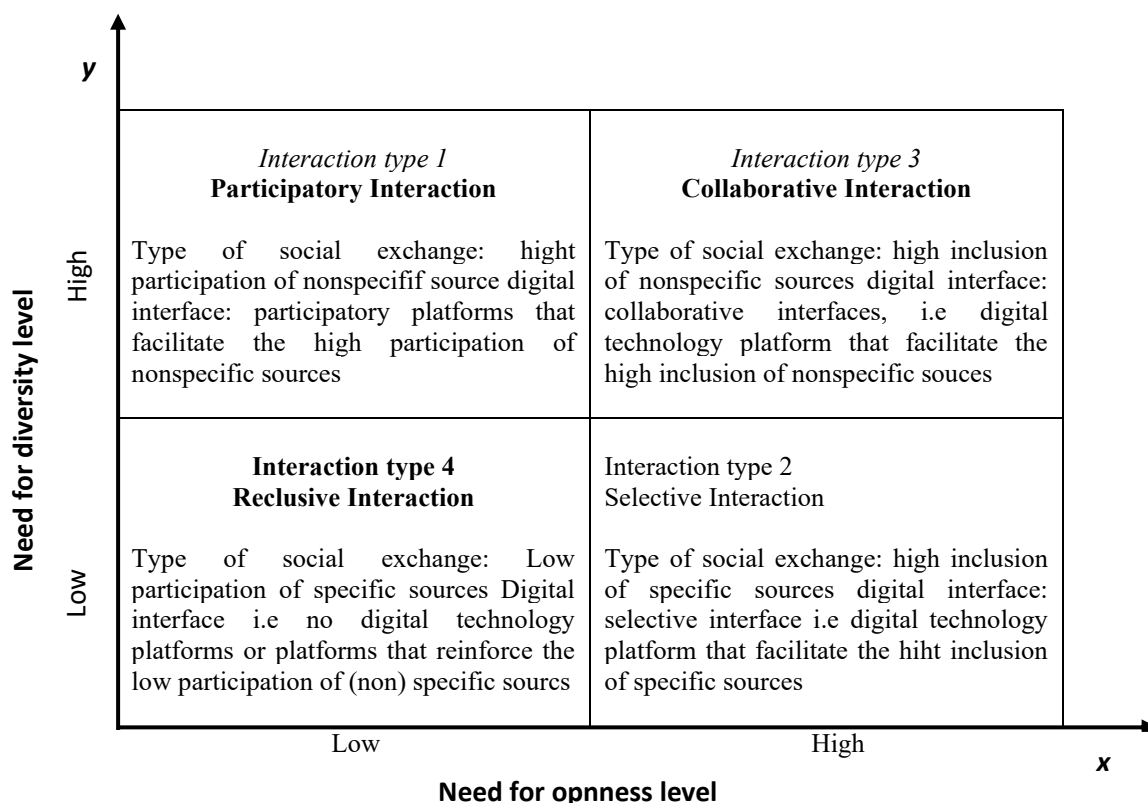 y
High
Low
Need for diversity level
Interaction type 1
Participatory Interaction
Type of social exchange: hight
participation of nonspecifif source digital
interface: participatory platforms that
facilitate the high participation of
nonspecific sources
Interaction type 3
Collaborative Interaction
Type of social exchange: high inclusion
of nonspecific sources digital interface:
collaborative interfaces, i.e digital
technology platform that facilitate the
high inclusion of nonspecific souces
Interaction type 4
Reclusive Interaction
Type of social exchange: Low
participation of specific sources Digital
interface i.e no digital technology
platforms or platforms that reinforce the
low participation of (non) specific sourcs
Interaction type 2
Selective Interaction
Type of social exchange: high inclusion
of specific sources digital interface:
selective interface i.e digital technology
platform that facilitate the hiht inclusion
of specific sources
Low
High
x
Need for opnness level